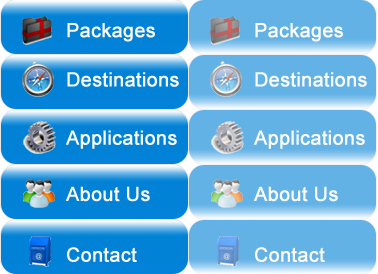 Packages Packages
Destinations Destinations
Applications Applications
About Us About Us
Contact Contact